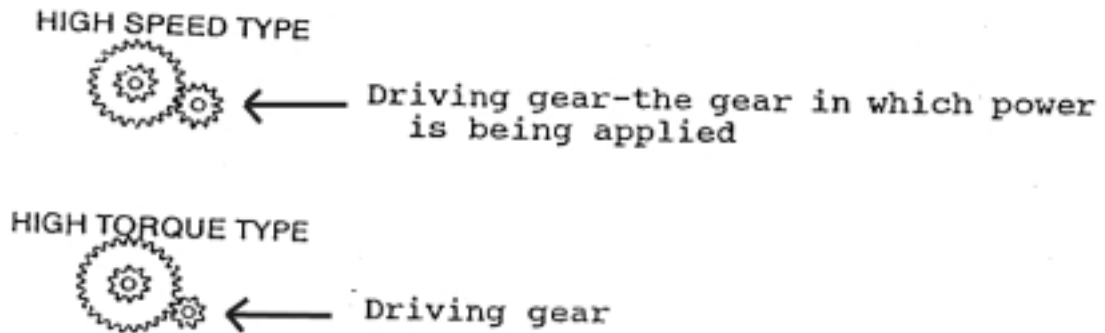 HIGH SPEED TYPE
Driving gear-the gear in which power
is being applied
HIGH TORQUE TYPE
Driving gear